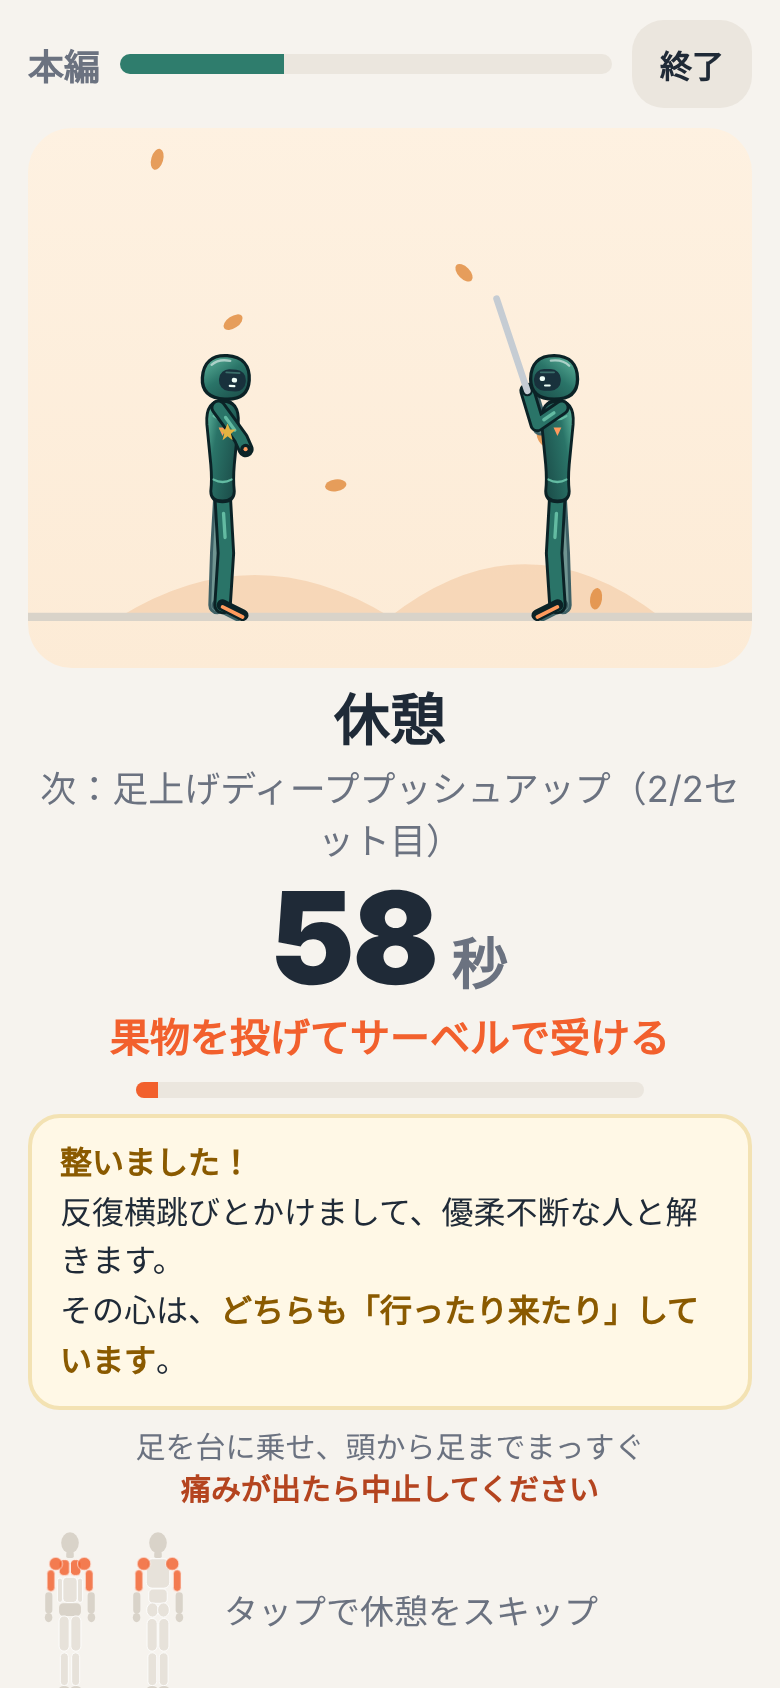 本編
終了
休憩
次：足上げディーププッシュアップ（2/2セ
ット目）
58 秒
果物を投げてサーベルで受ける
整いました！
反復横跳びとかけまして、優柔不断な人と解
きます。
その心は、どちらも「行ったり来たり」して
います。
足を台に乗せ、頭から足までまっすぐ
痛みが出たら中止してください
タップで休憩をスキップ